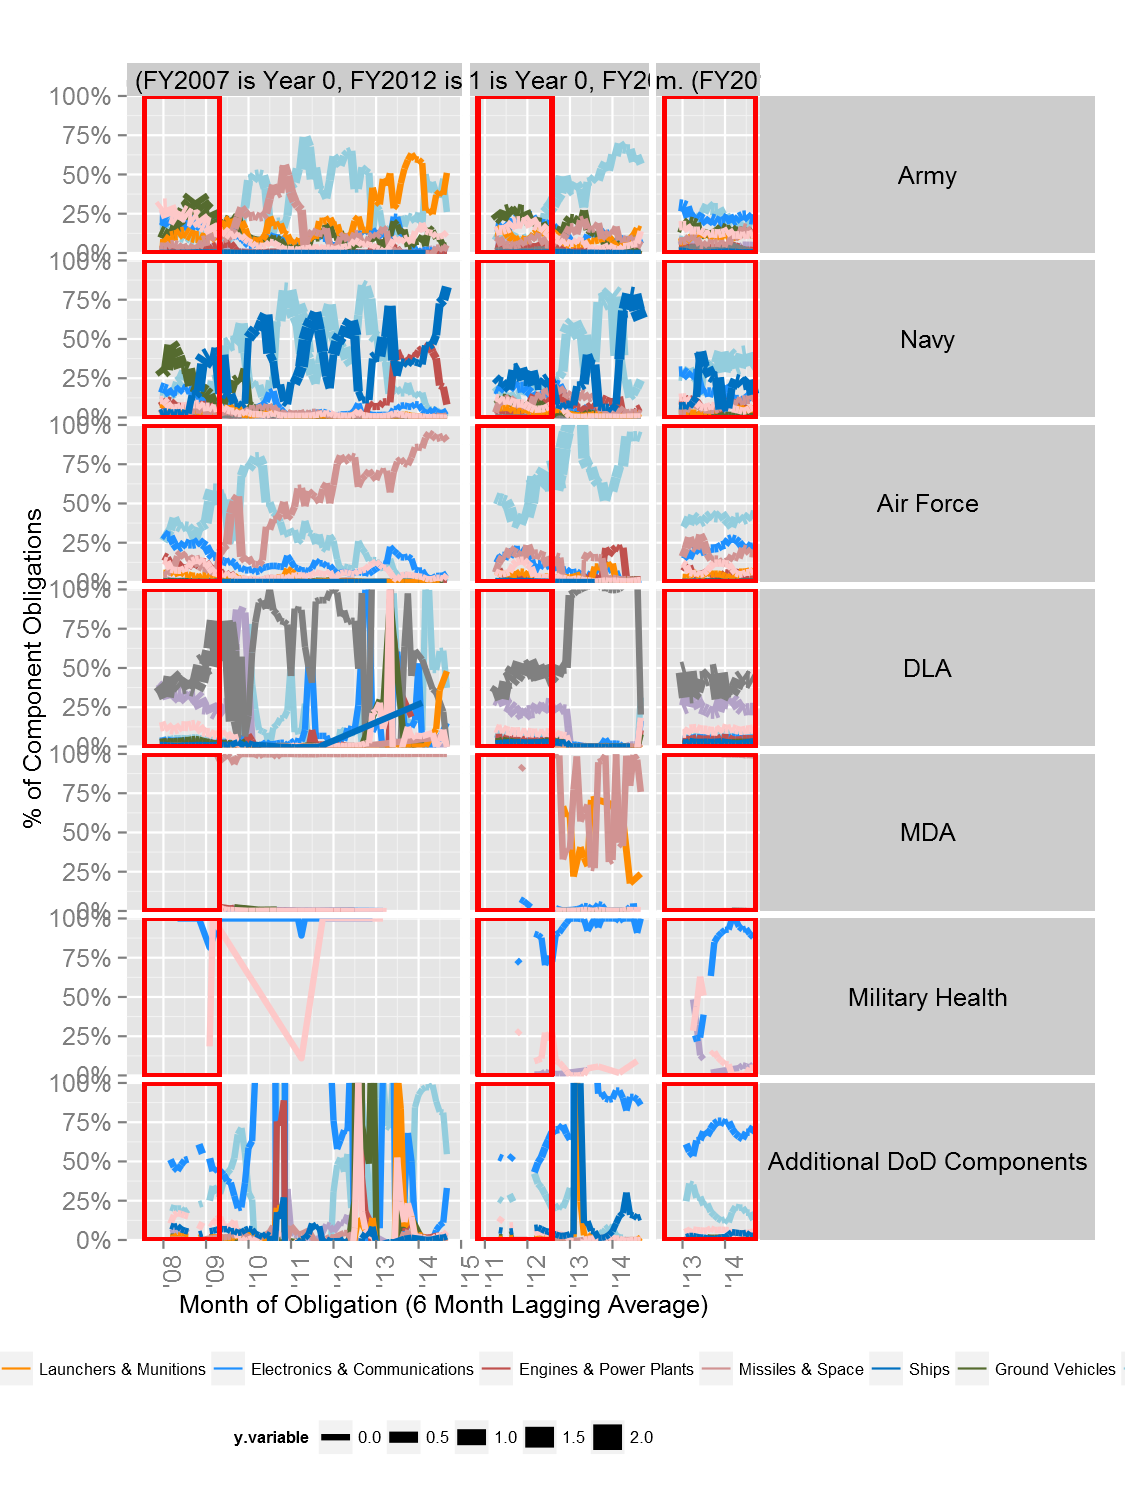 (FY2007 is Year 0, FY2012 is
1 is Year 0, FY20
m. (FY20
100%
75%
50%
25%
0%
Army
100%
75%
50%
25%
0%
Navy
100%
75%
50%
25%
0%
Air Force
100%
75%
50%
25%
0%
DLA
100%
75%
50%
25%
0%
MDA
100%
75%
50%
25%
0%
Military Health
100%
75%
50%
25%
0%
Additional DoD Components
% of Component Obligations
'08 '09 '10 '11 '12 '13 '14 '15
'11 '12 '13 '14
'13 '14
Month of Obligation (6 Month Lagging Average)
Launchers & Munitions Electronics & Communications Engines & Power Plants Missiles & Space Ships Ground Vehicles
y.variable 0.0 0.5 1.0 1.5 2.0